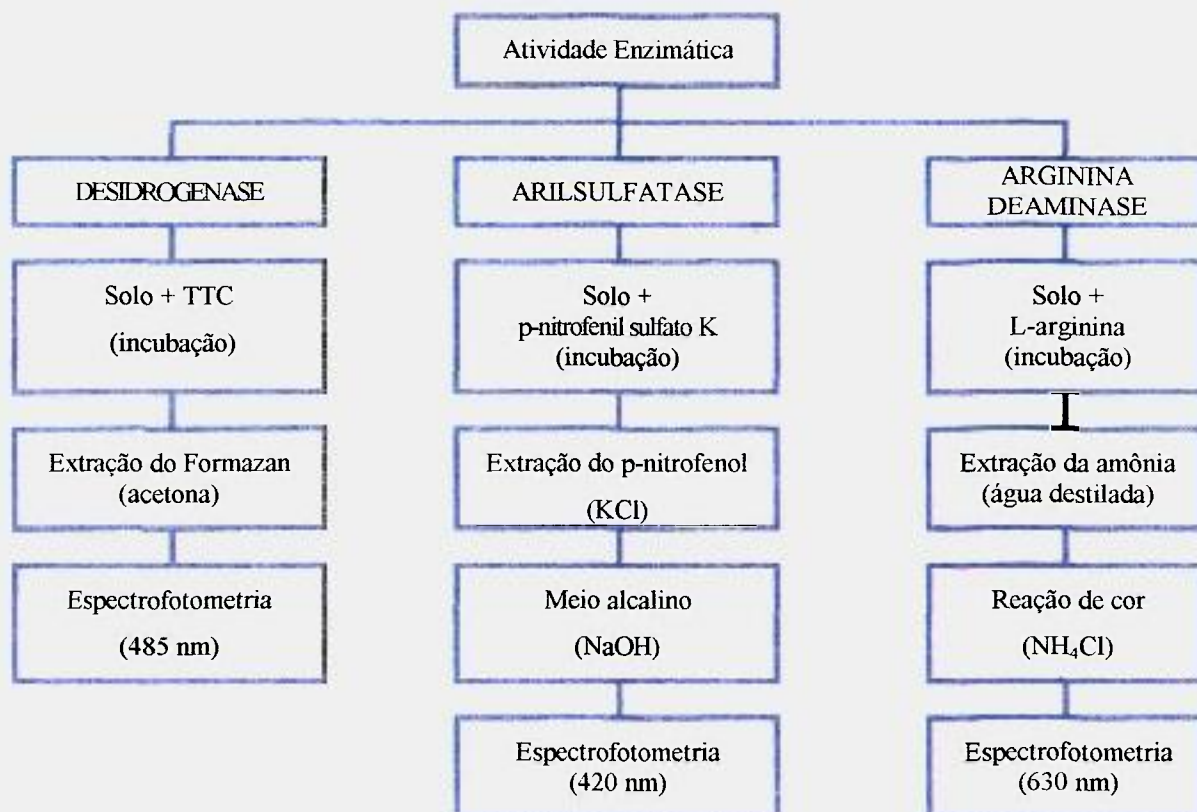 Atividade Enzimática
DESIDROGENASE
Solo + TTC
(incubação)
Extração do Formazan
(acetona)
Espectrofotometria
(485 nm)
ARILSULFATASE
Solo +
p-nitrofenil sulfato K
(incubação)
Extração do p-nitrofenol
(KCl)
Meio alcalino
(NaOH)
Espectrofotometria
(420 nm)
ARGININA
DEAMINASE
Solo +
L-arginina
(incubação)
Extração da amônia
(água destilada)
Reação de cor
(NH₄Cl)
Espectrofotometria
(630 nm)